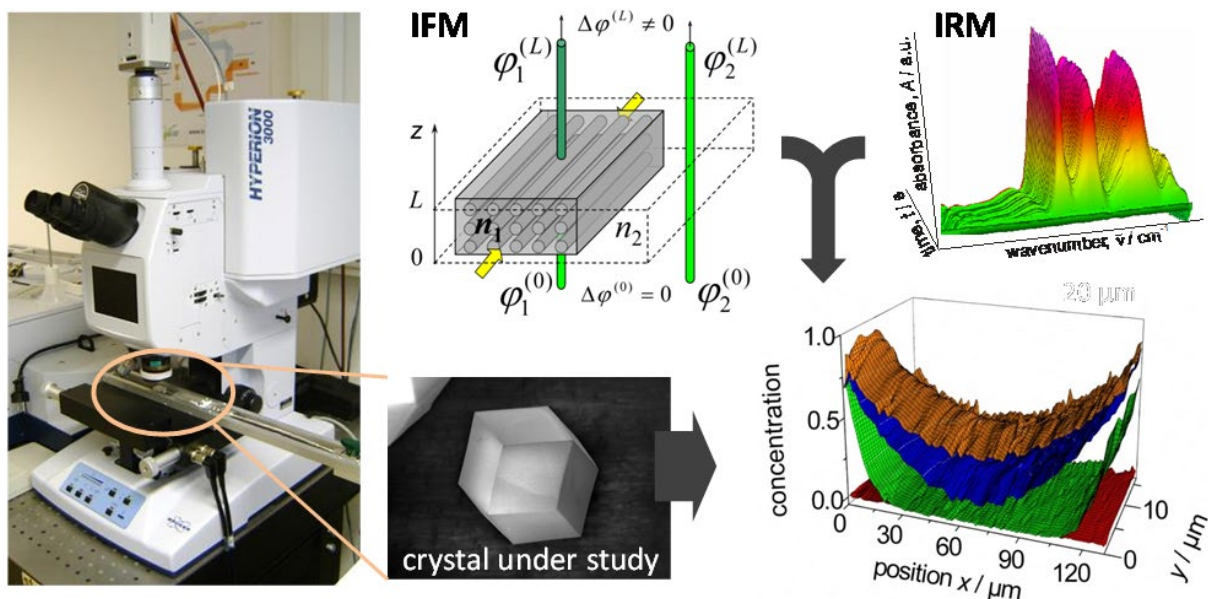 HYPERION
3000
BRUKER
IFM
Δφ⁽ᴸ⁾ ≠ 0
φ₁⁽ᴸ⁾
φ₂⁽ᴸ⁾
z
L
0
n₁
n₂
φ₁⁽⁰⁾
Δφ⁽⁰⁾ = 0
φ₂⁽⁰⁾
IRM
absorbance, A / a.u.
time, t / s
wavenumber, ṽ / cm⁻
20 μm
crystal under study
1.0
0.5
0.0
concentration
0
30
60
90
120
position x / μm
0
10
y / μm